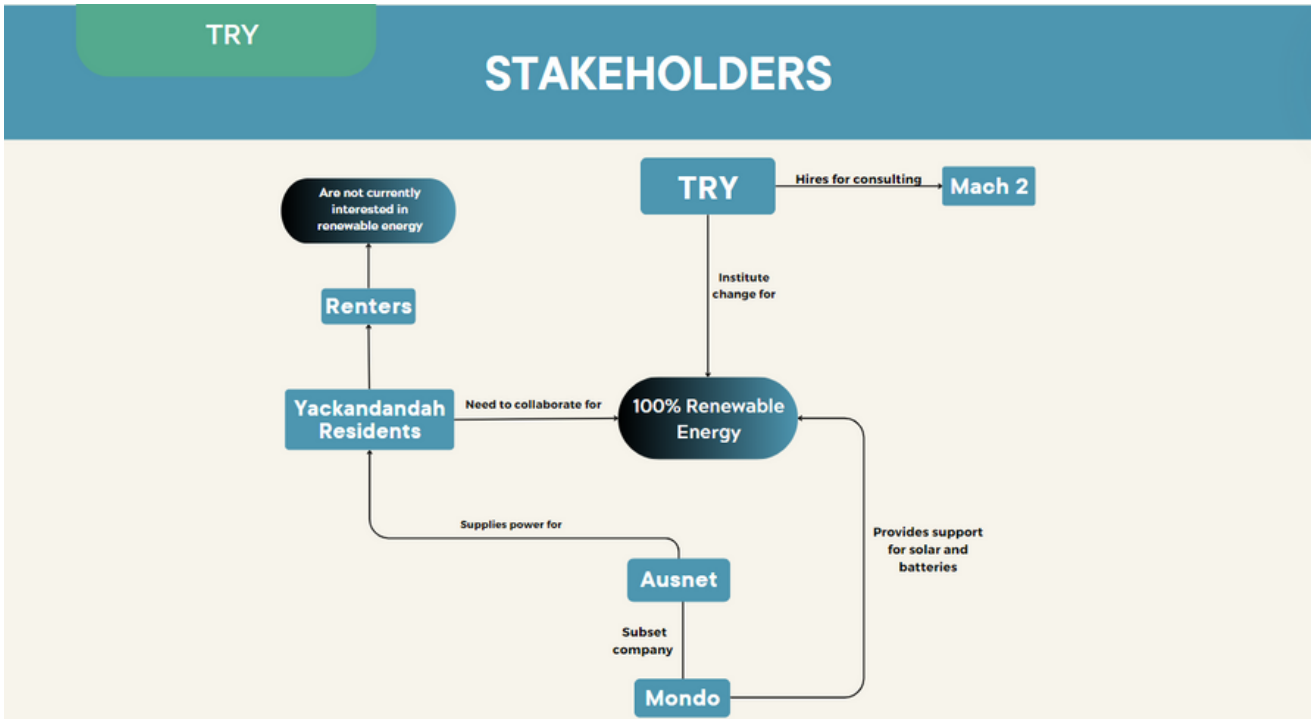 TRY
STAKEHOLDERS
TRY
Hires for consulting
Mach 2
Are not currently
interested in
renewable energy
Institute
change for
Renters
Yackandandah
Residents
Need to collaborate for
100% Renewable
Energy
Supplies power for
Provides support
for solar and
batteries
Ausnet
Subset
company
Mondo